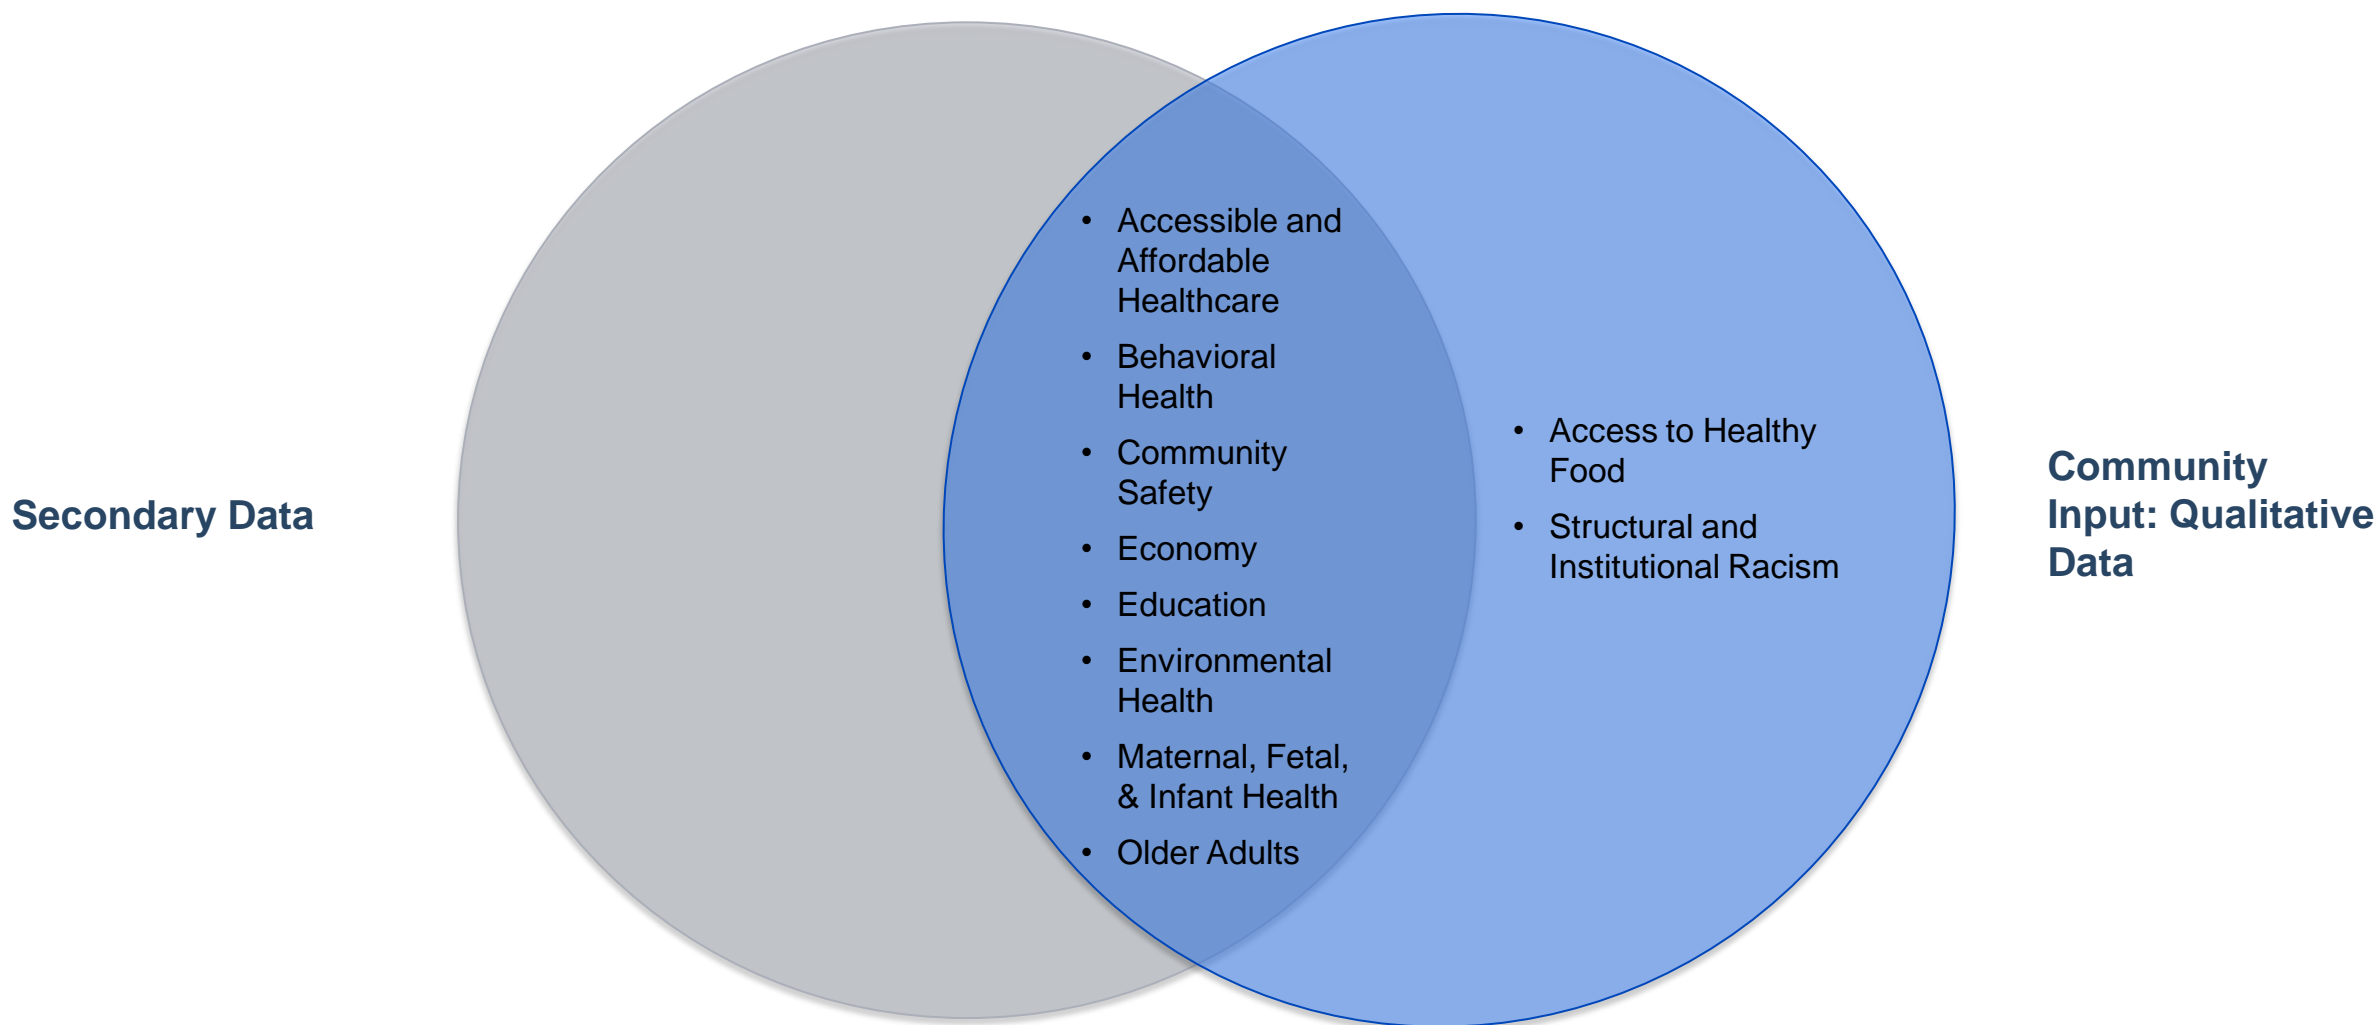 Secondary Data
• Accessible and
Affordable
Healthcare
• Behavioral
Health
• Community
Safety
• Economy
• Education
• Environmental
Health
• Maternal, Fetal,
& Infant Health
• Older Adults
• Access to Healthy
Food
• Structural and
Institutional Racism
Community
Input: Qualitative
Data